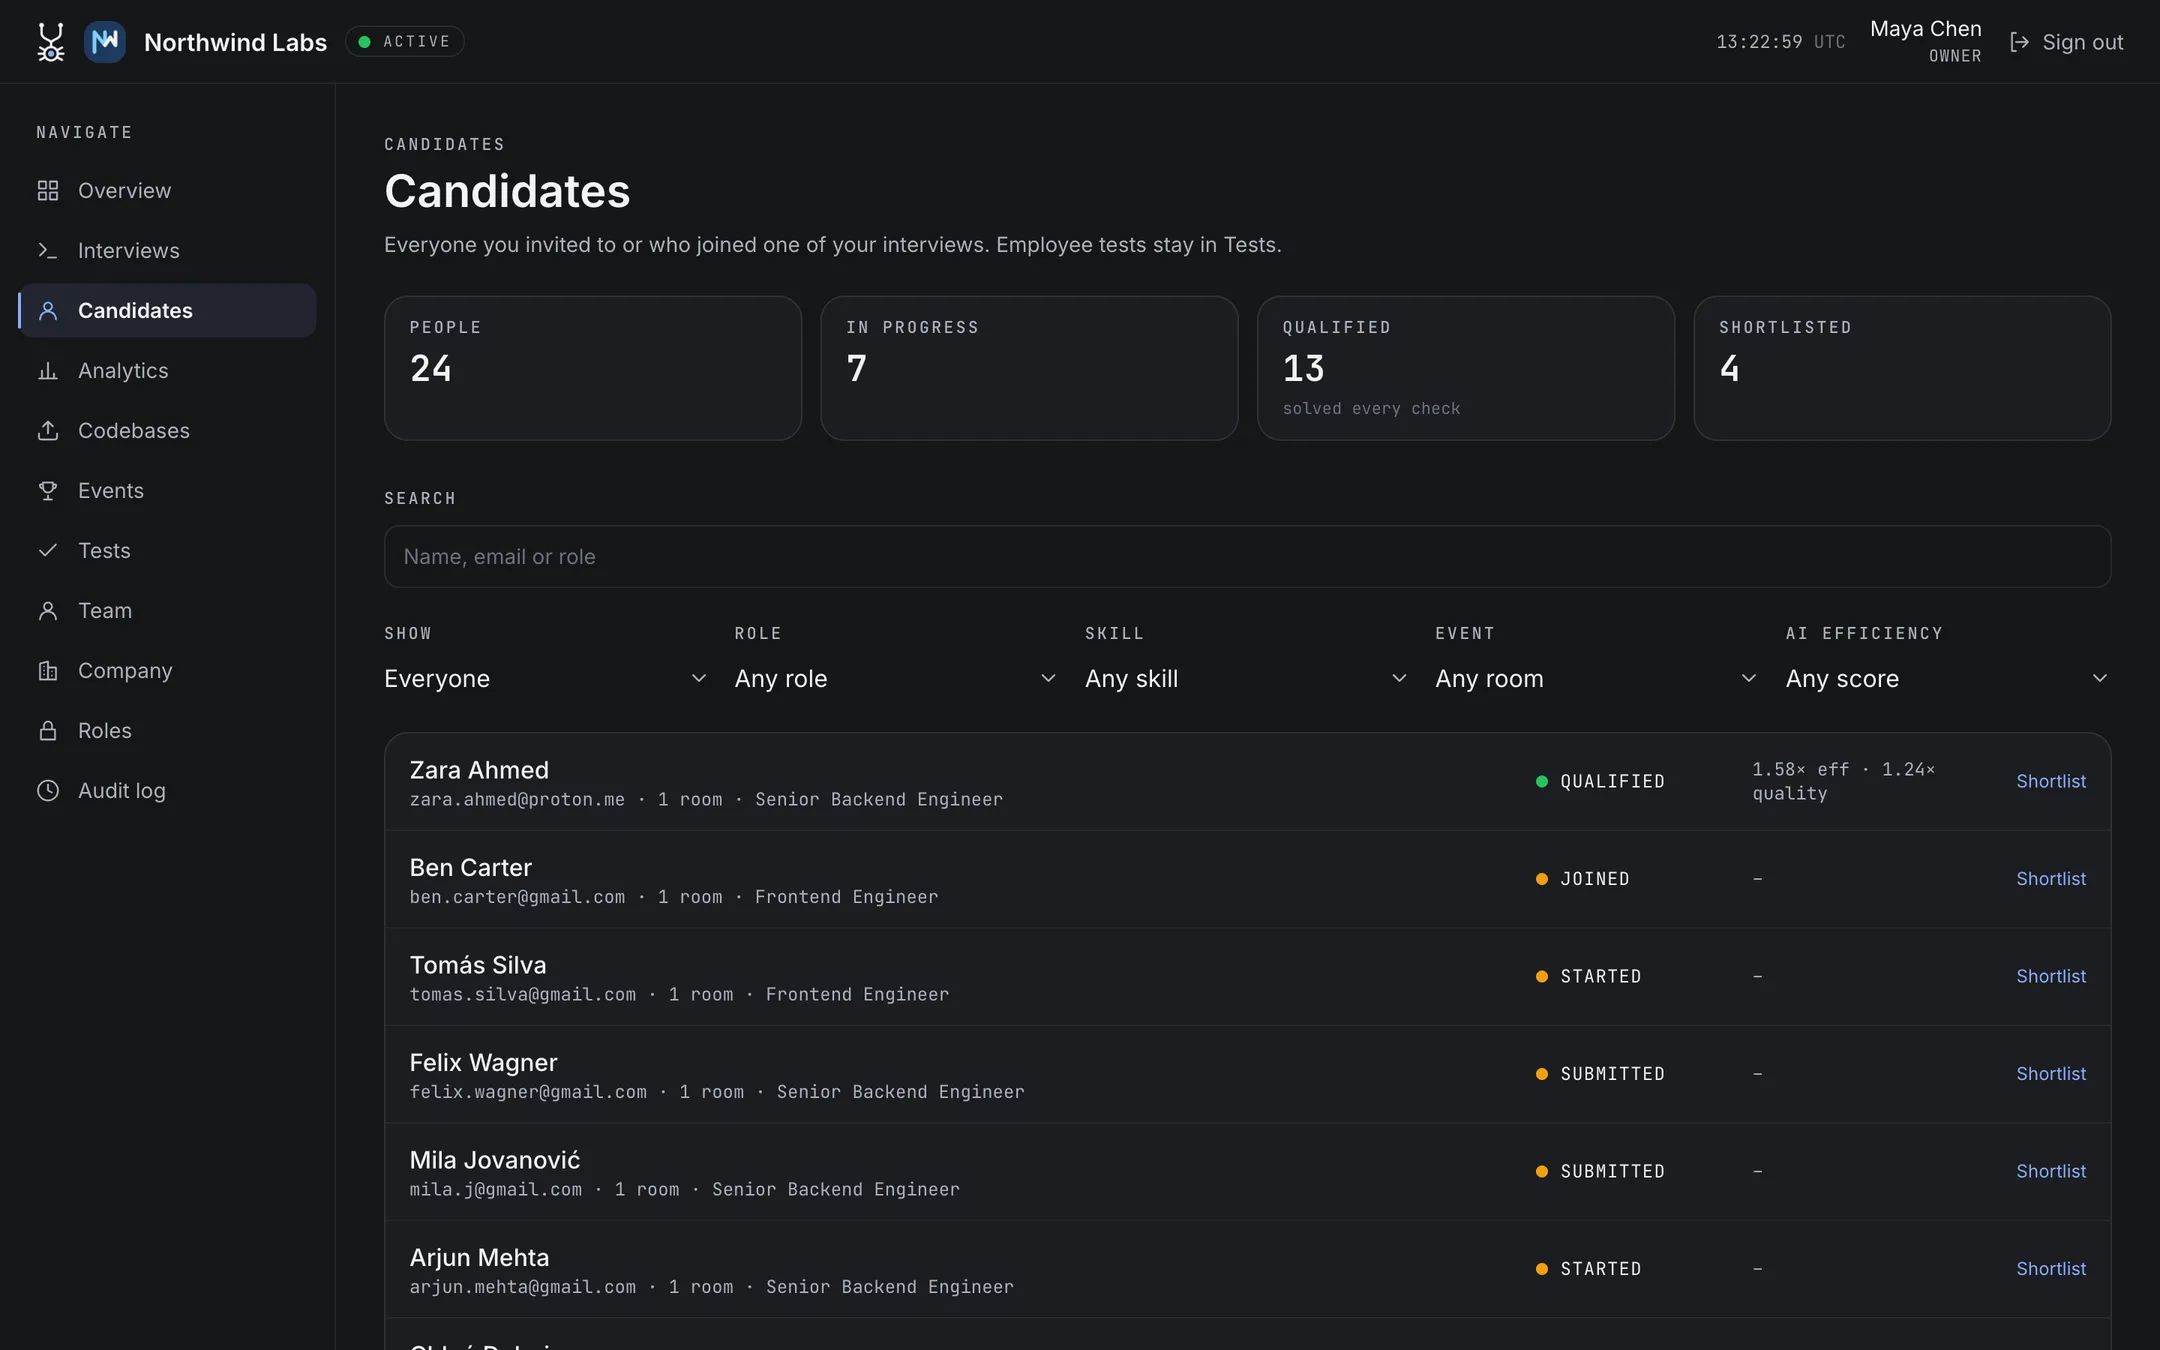 Northwind Labs
ACTIVE
13:22:59 UTC
Maya Chen
OWNER
Sign out
NAVIGATE
Overview
Interviews
Candidates
Analytics
Codebases
Events
Tests
Team
Company
Roles
Audit log
CANDIDATES
Candidates
Everyone you invited to or who joined one of your interviews. Employee tests stay in Tests.
PEOPLE
24
IN PROGRESS
7
QUALIFIED
13
solved every check
SHORTLISTED
4
SEARCH
Name, email or role
SHOW
Everyone
ROLE
Any role
SKILL
Any skill
EVENT
Any room
AI EFFICIENCY
Any score
Zara Ahmed
zara.ahmed@proton.me · 1 room · Senior Backend Engineer
QUALIFIED
1.58× eff · 1.24×
quality
Shortlist
Ben Carter
ben.carter@gmail.com · 1 room · Frontend Engineer
JOINED
–
Shortlist
Tomás Silva
tomas.silva@gmail.com · 1 room · Frontend Engineer
STARTED
–
Shortlist
Felix Wagner
felix.wagner@gmail.com · 1 room · Senior Backend Engineer
SUBMITTED
–
Shortlist
Mila Jovanović
mila.j@gmail.com · 1 room · Senior Backend Engineer
SUBMITTED
–
Shortlist
Arjun Mehta
arjun.mehta@gmail.com · 1 room · Senior Backend Engineer
STARTED
–
Shortlist